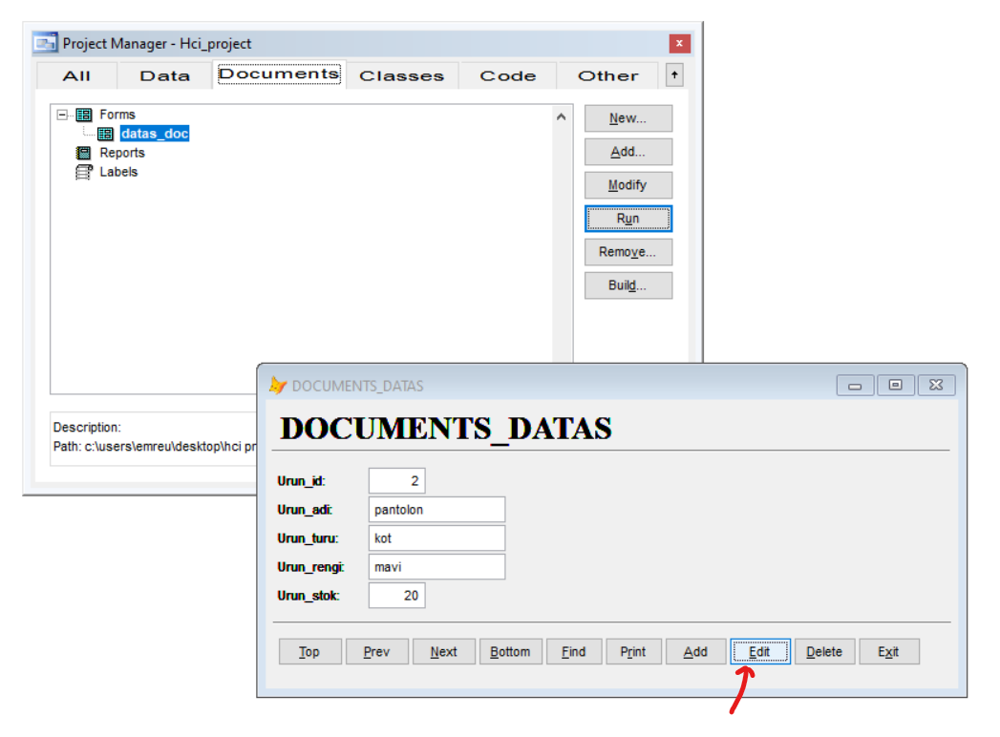 Project Manager - Hci_project
x
All Data Documents Classes Code Other
Forms
datas_doc
Reports
Labels
New...
Add...
Modify
Run
Remove...
Build...
Description:
Path: c:\users\emreu\desktop\hci pr
DOCUMENTS_DATAS
DOCUMENTS_DATAS
Urun_id: 2
Urun_adi: pantolon
Urun_turu: kot
Urun_rengi: mavi
Urun_stok: 20
Top Prev Next Bottom Find Print Add Edit Delete Exit